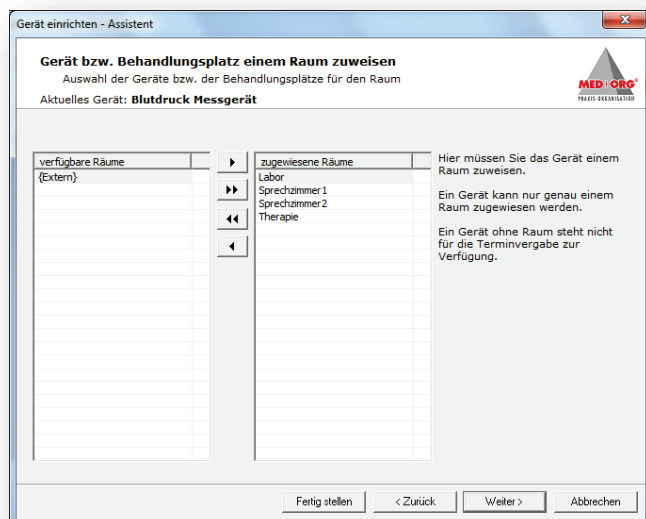 Gerät einrichten - Assistent
Gerät bzw. Behandlungsplatz einem Raum zuweisen
Auswahl der Geräte bzw. der Behandlungsplätze für den Raum
Aktuelles Gerät: Blutdruck Messgerät
MED+ORG®
PRAXIS-ORGANISATION
verfügbare Räume
{Extern}
zugewiesene Räume
Labor
Sprechzimmer1
Sprechzimmer2
Therapie
Hier müssen Sie das Gerät einem
Raum zuweisen.
Ein Gerät kann nur genau einem
Raum zugewiesen werden.
Ein Gerät ohne Raum steht nicht
für die Terminvergabe zur
Verfügung.
Fertig stellen
< Zurück
Weiter >
Abbrechen